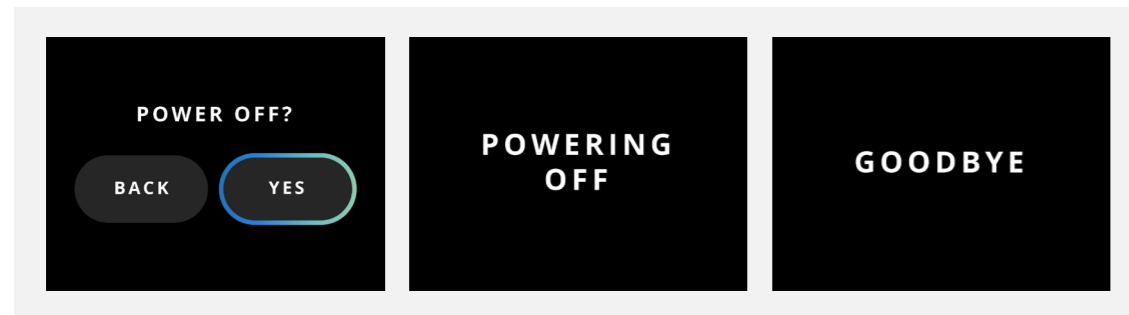 POWER OFF?
BACK
YES
POWERING
OFF
GOODBYE